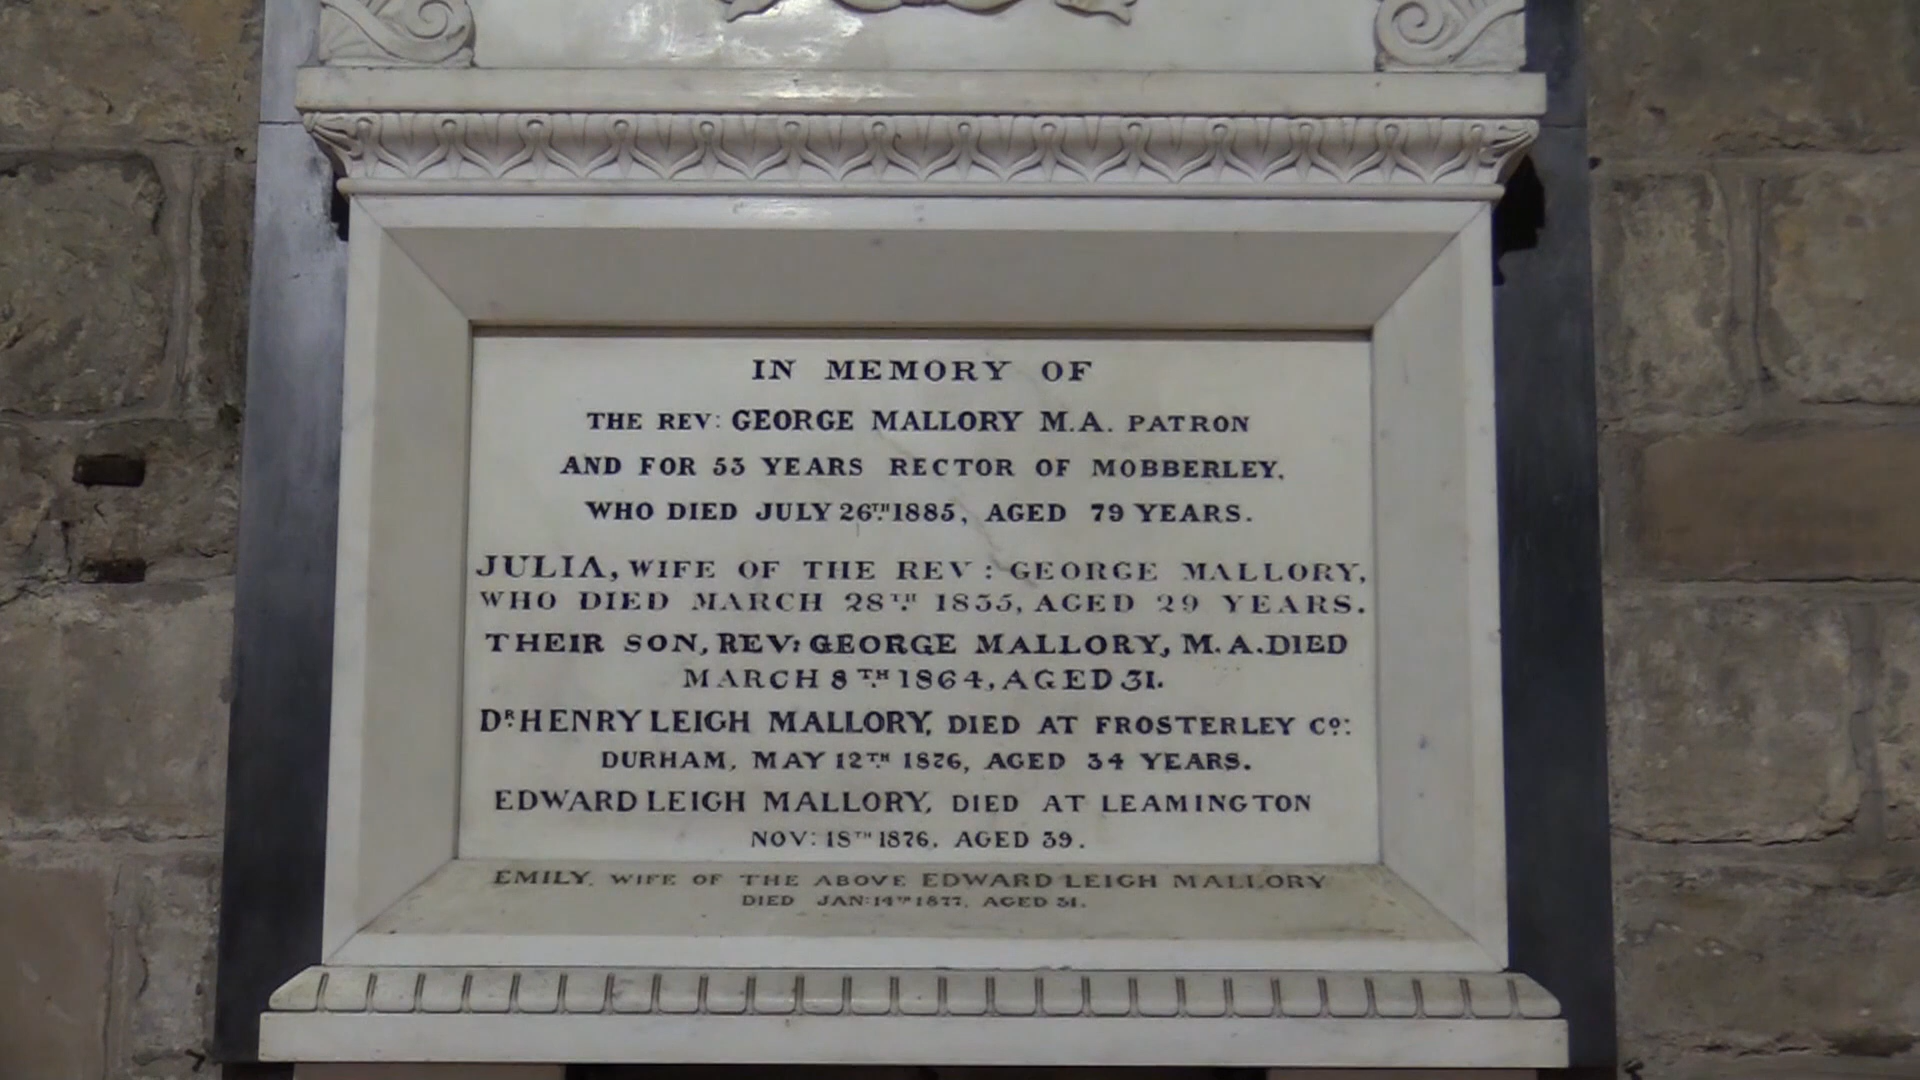 IN MEMORY OF
THE REV: GEORGE MALLORY M.A. PATRON
AND FOR 53 YEARS RECTOR OF MOBBERLEY,
WHO DIED JULY 26TH 1885, AGED 79 YEARS.
JULIA, WIFE OF THE REV: GEORGE MALLORY,
WHO DIED MARCH 28TH 1835, AGED 29 YEARS.
THEIR SON, REV: GEORGE MALLORY, M.A. DIED
MARCH 8TH 1864, AGED 31.
DR HENRY LEIGH MALLORY, DIED AT FROSTERLEY CO:
DURHAM, MAY 12TH 1876, AGED 34 YEARS.
EDWARD LEIGH MALLORY, DIED AT LEAMINGTON
NOV: 18TH 1876, AGED 39.
EMILY, WIFE OF THE ABOVE EDWARD LEIGH MALLORY
DIED JAN: 14TH 1877, AGED 31.